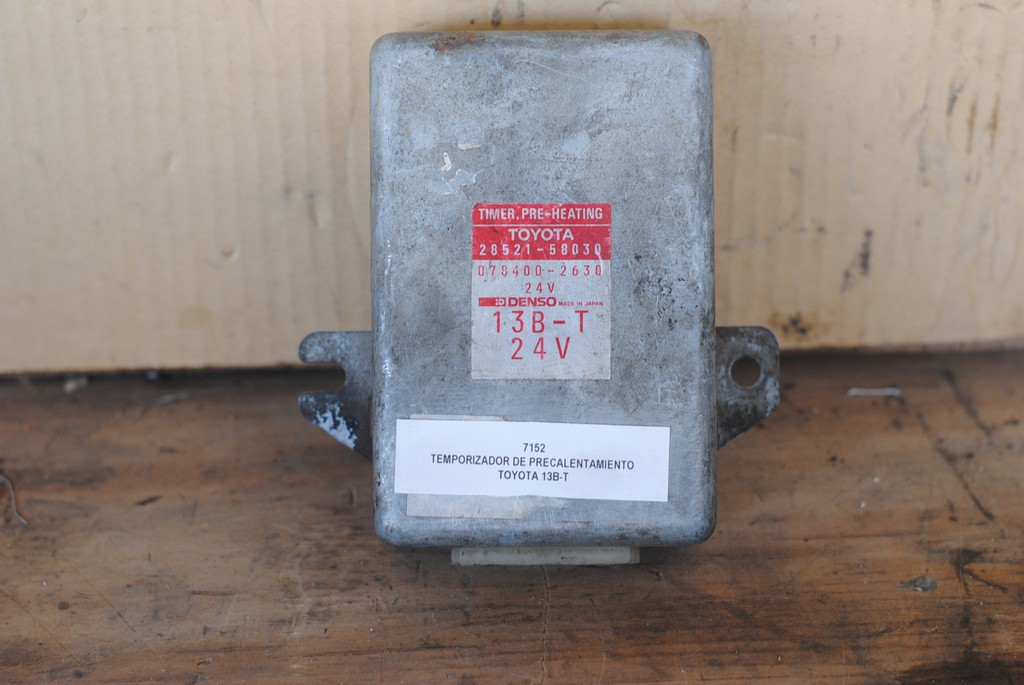 TIMER, PRE-HEATING
TOYOTA
28521-58030
078400-2630
24V
DENSO MADE IN JAPAN
13B-T
24V
7152
TEMPORIZADOR DE PRECALENTAMIENTO
TOYOTA 13B-T